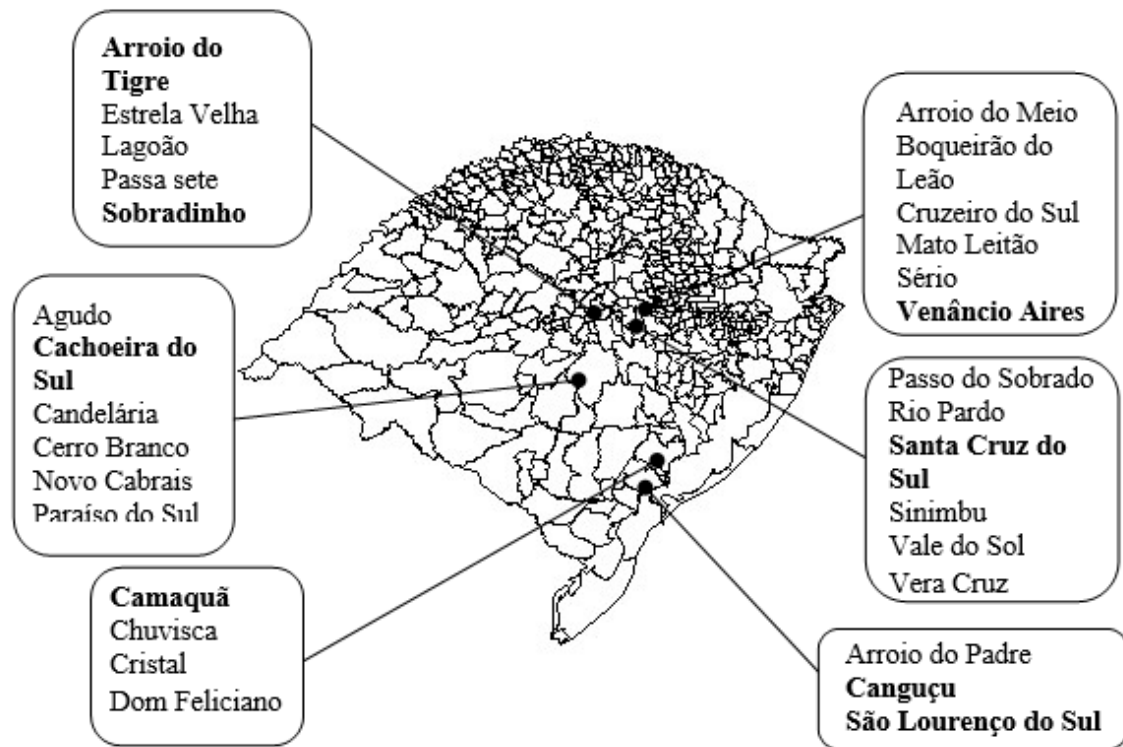 Arroio do
Tigre
Estrela Velha
Lagoão
Passa sete
Sobradinho
Arroio do Meio
Boqueirão do
Leão
Cruzeiro do Sul
Mato Leitão
Sério
Venâncio Aires
Agudo
Cachoeira do
Sul
Candelária
Cerro Branco
Novo Cabrais
Paraíso do Sul
Passo do Sobrado
Rio Pardo
Santa Cruz do
Sul
Sinimbu
Vale do Sol
Vera Cruz
Camaquã
Chuvisca
Cristal
Dom Feliciano
Arroio do Padre
Canguçu
São Lourenço do Sul